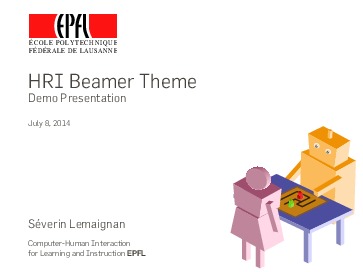 EPFL
ÉCOLE POLYTECHNIQUE
FÉDÉRALE DE LAUSANNE
HRI Beamer Theme
Demo Presentation
July 8, 2014
Séverin Lemaignan
Computer-Human Interaction
for Learning and Instruction EPFL